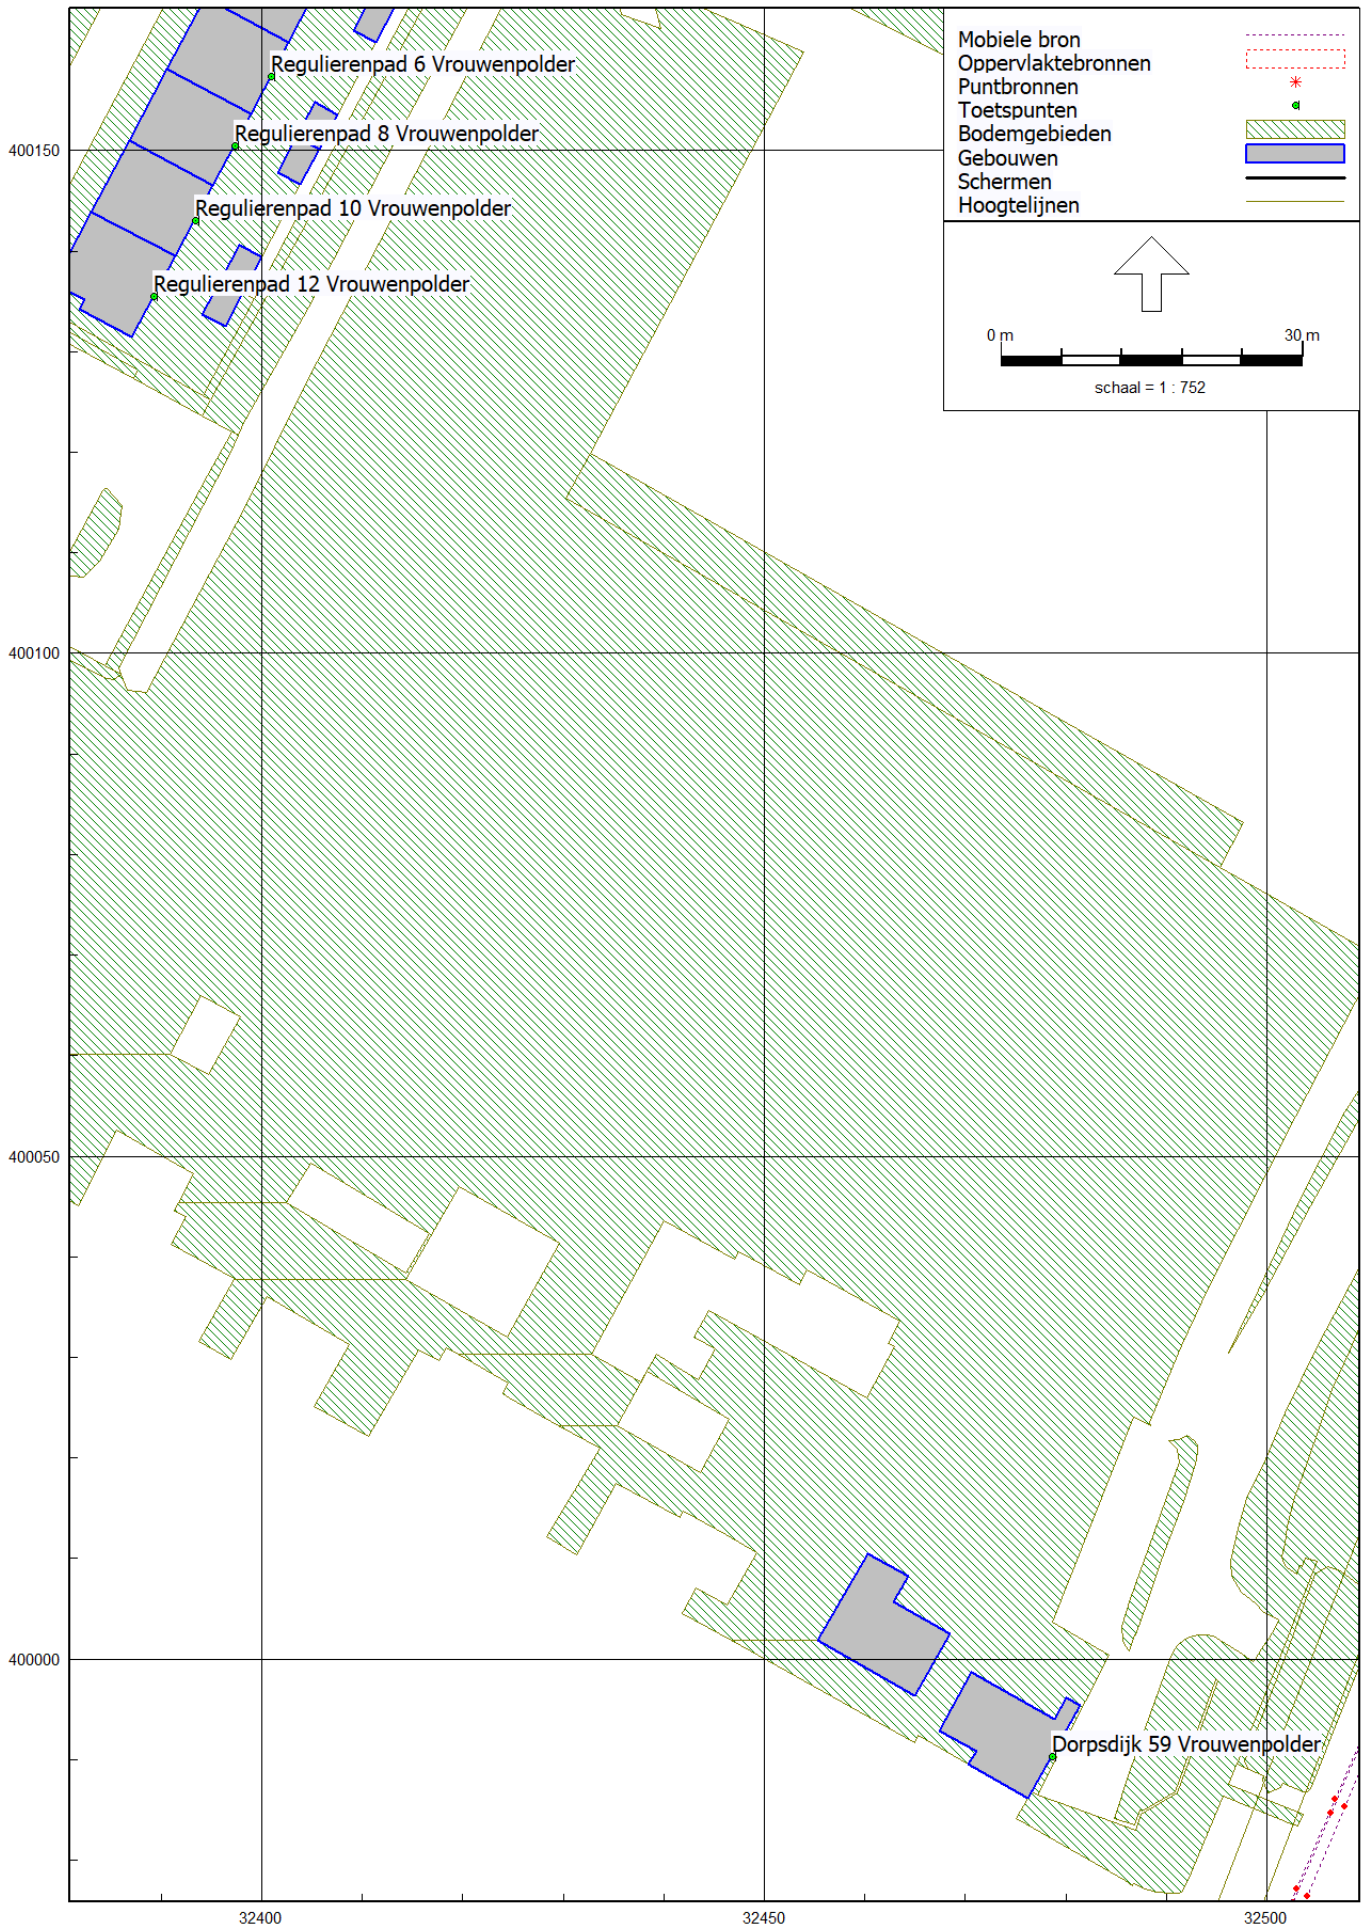 Mobiele bron
Oppervlaktebronnen
Puntbronnen
Toetspunten
Bodemgebieden
Gebouwen
Schermen
Hoogtelijnen
0 m
30 m
schaal = 1 : 752
Regulierenpad 6 Vrouwenpolder
Regulierenpad 8 Vrouwenpolder
400150
Regulierenpad 10 Vrouwenpolder
Regulierenpad 12 Vrouwenpolder
400100
400050
400000
Dorpsdijk 59 Vrouwenpolder
32400
32450
32500